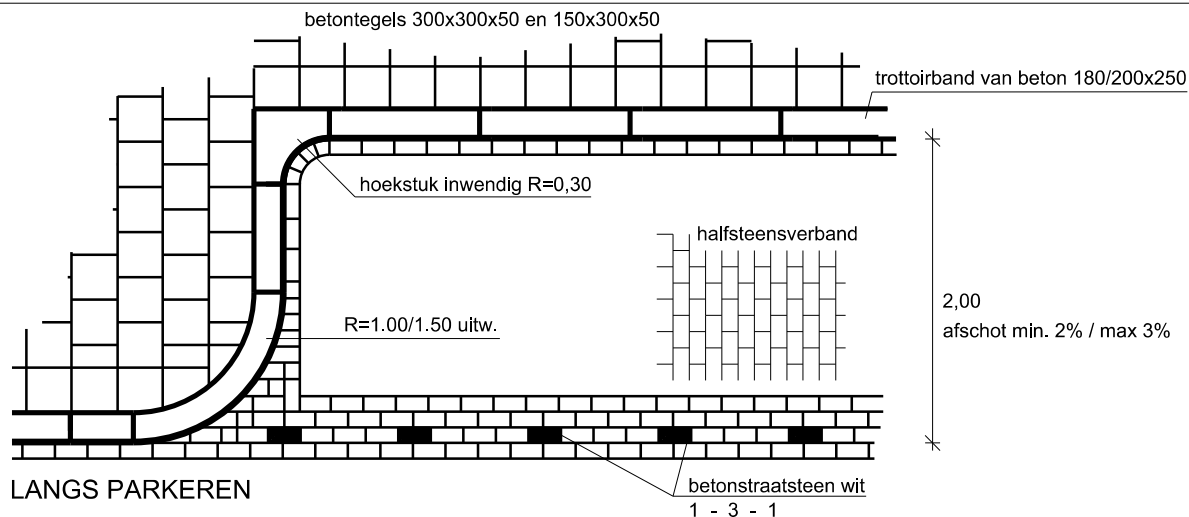 betontegels 300x300x50 en 150x300x50
trottoirband van beton 180/200x250
hoekstuk inwendig R=0,30
halfsteensverband
R=1.00/1.50 uitw.
2,00
afschot min. 2% / max 3%
LANGS PARKEREN
betonstraatsteen wit
1 - 3 - 1